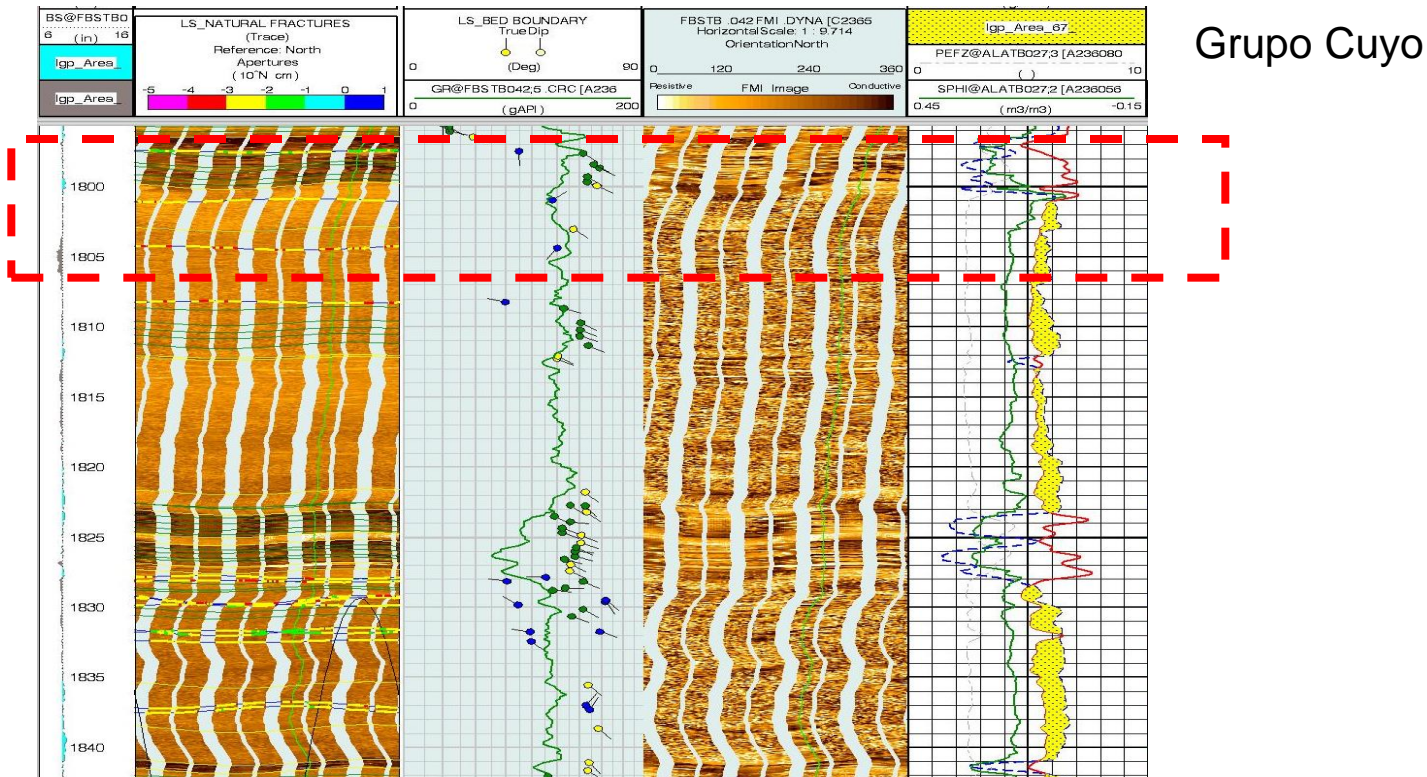 Grupo Cuyo
BS@FBSTB0
6 (in) 16
Igp_Area_
Igp_Area_
LS_NATURAL FRACTURES
(Trace)
Reference: North
Apertures
(10^N cm)
-5 -4 -3 -2 -1 0 1
LS_BED BOUNDARY
True Dip
0 (Deg) 90
GR@FBSTB042;5 .CRC [A236
0 (gAPI) 200
FBSTB .042 FMI .DYNA [C2365
Horizontal Scale: 1 : 9.714
Orientation North
0 120 240 360
Resistive FMI Image Conductive
Igp_Area_67_
PEFZ@ALATB027;3 [A236080
0 ( ) 10
SPHI@ALATB027;2 [A236056
0.45 (m3/m3) -0.15
1800
1805
1810
1815
1820
1825
1830
1835
1840